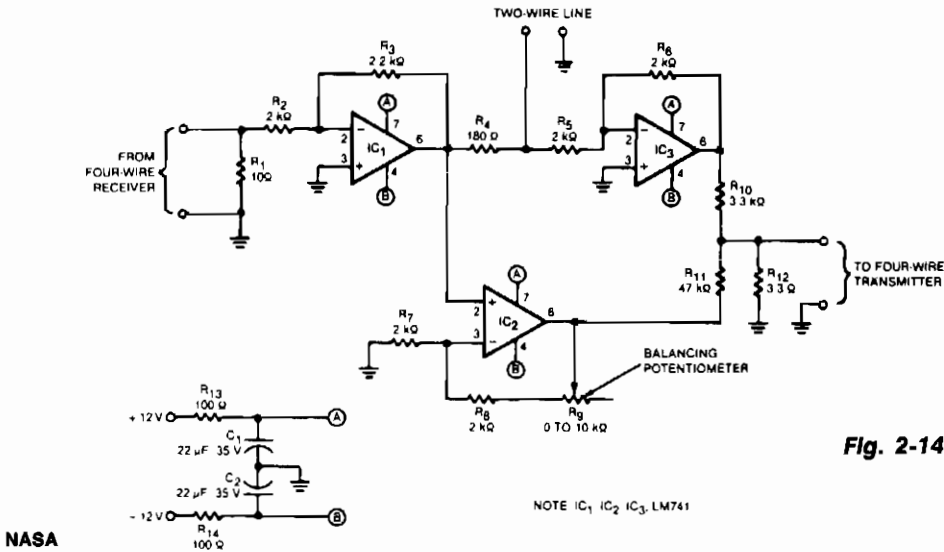 TWO-WIRE LINE
R3
2.2 kΩ
R6
2 kΩ
R2
2 kΩ
A
7
2
−
IC1
6
3
+
4
B
R4
180 Ω
R5
2 kΩ
A
7
2
−
IC3
6
3
+
4
B
FROM
FOUR-WIRE
RECEIVER
R1
10Ω
R10
3.3 kΩ
R11
47 kΩ
R12
3.3 Ω
TO FOUR-WIRE
TRANSMITTER
A
7
2
+
IC2
6
3
−
4
B
R7
2 kΩ
BALANCING
POTENTIOMETER
R8
2 kΩ
R9
0 TO 10 kΩ
R13
100 Ω
+ 12 V
A
C1
22 µF 35 V
C2
22 µF 35 V
− 12 V
B
R14
100 Ω
NOTE IC1 IC2 IC3, LM741
Fig. 2-14
NASA